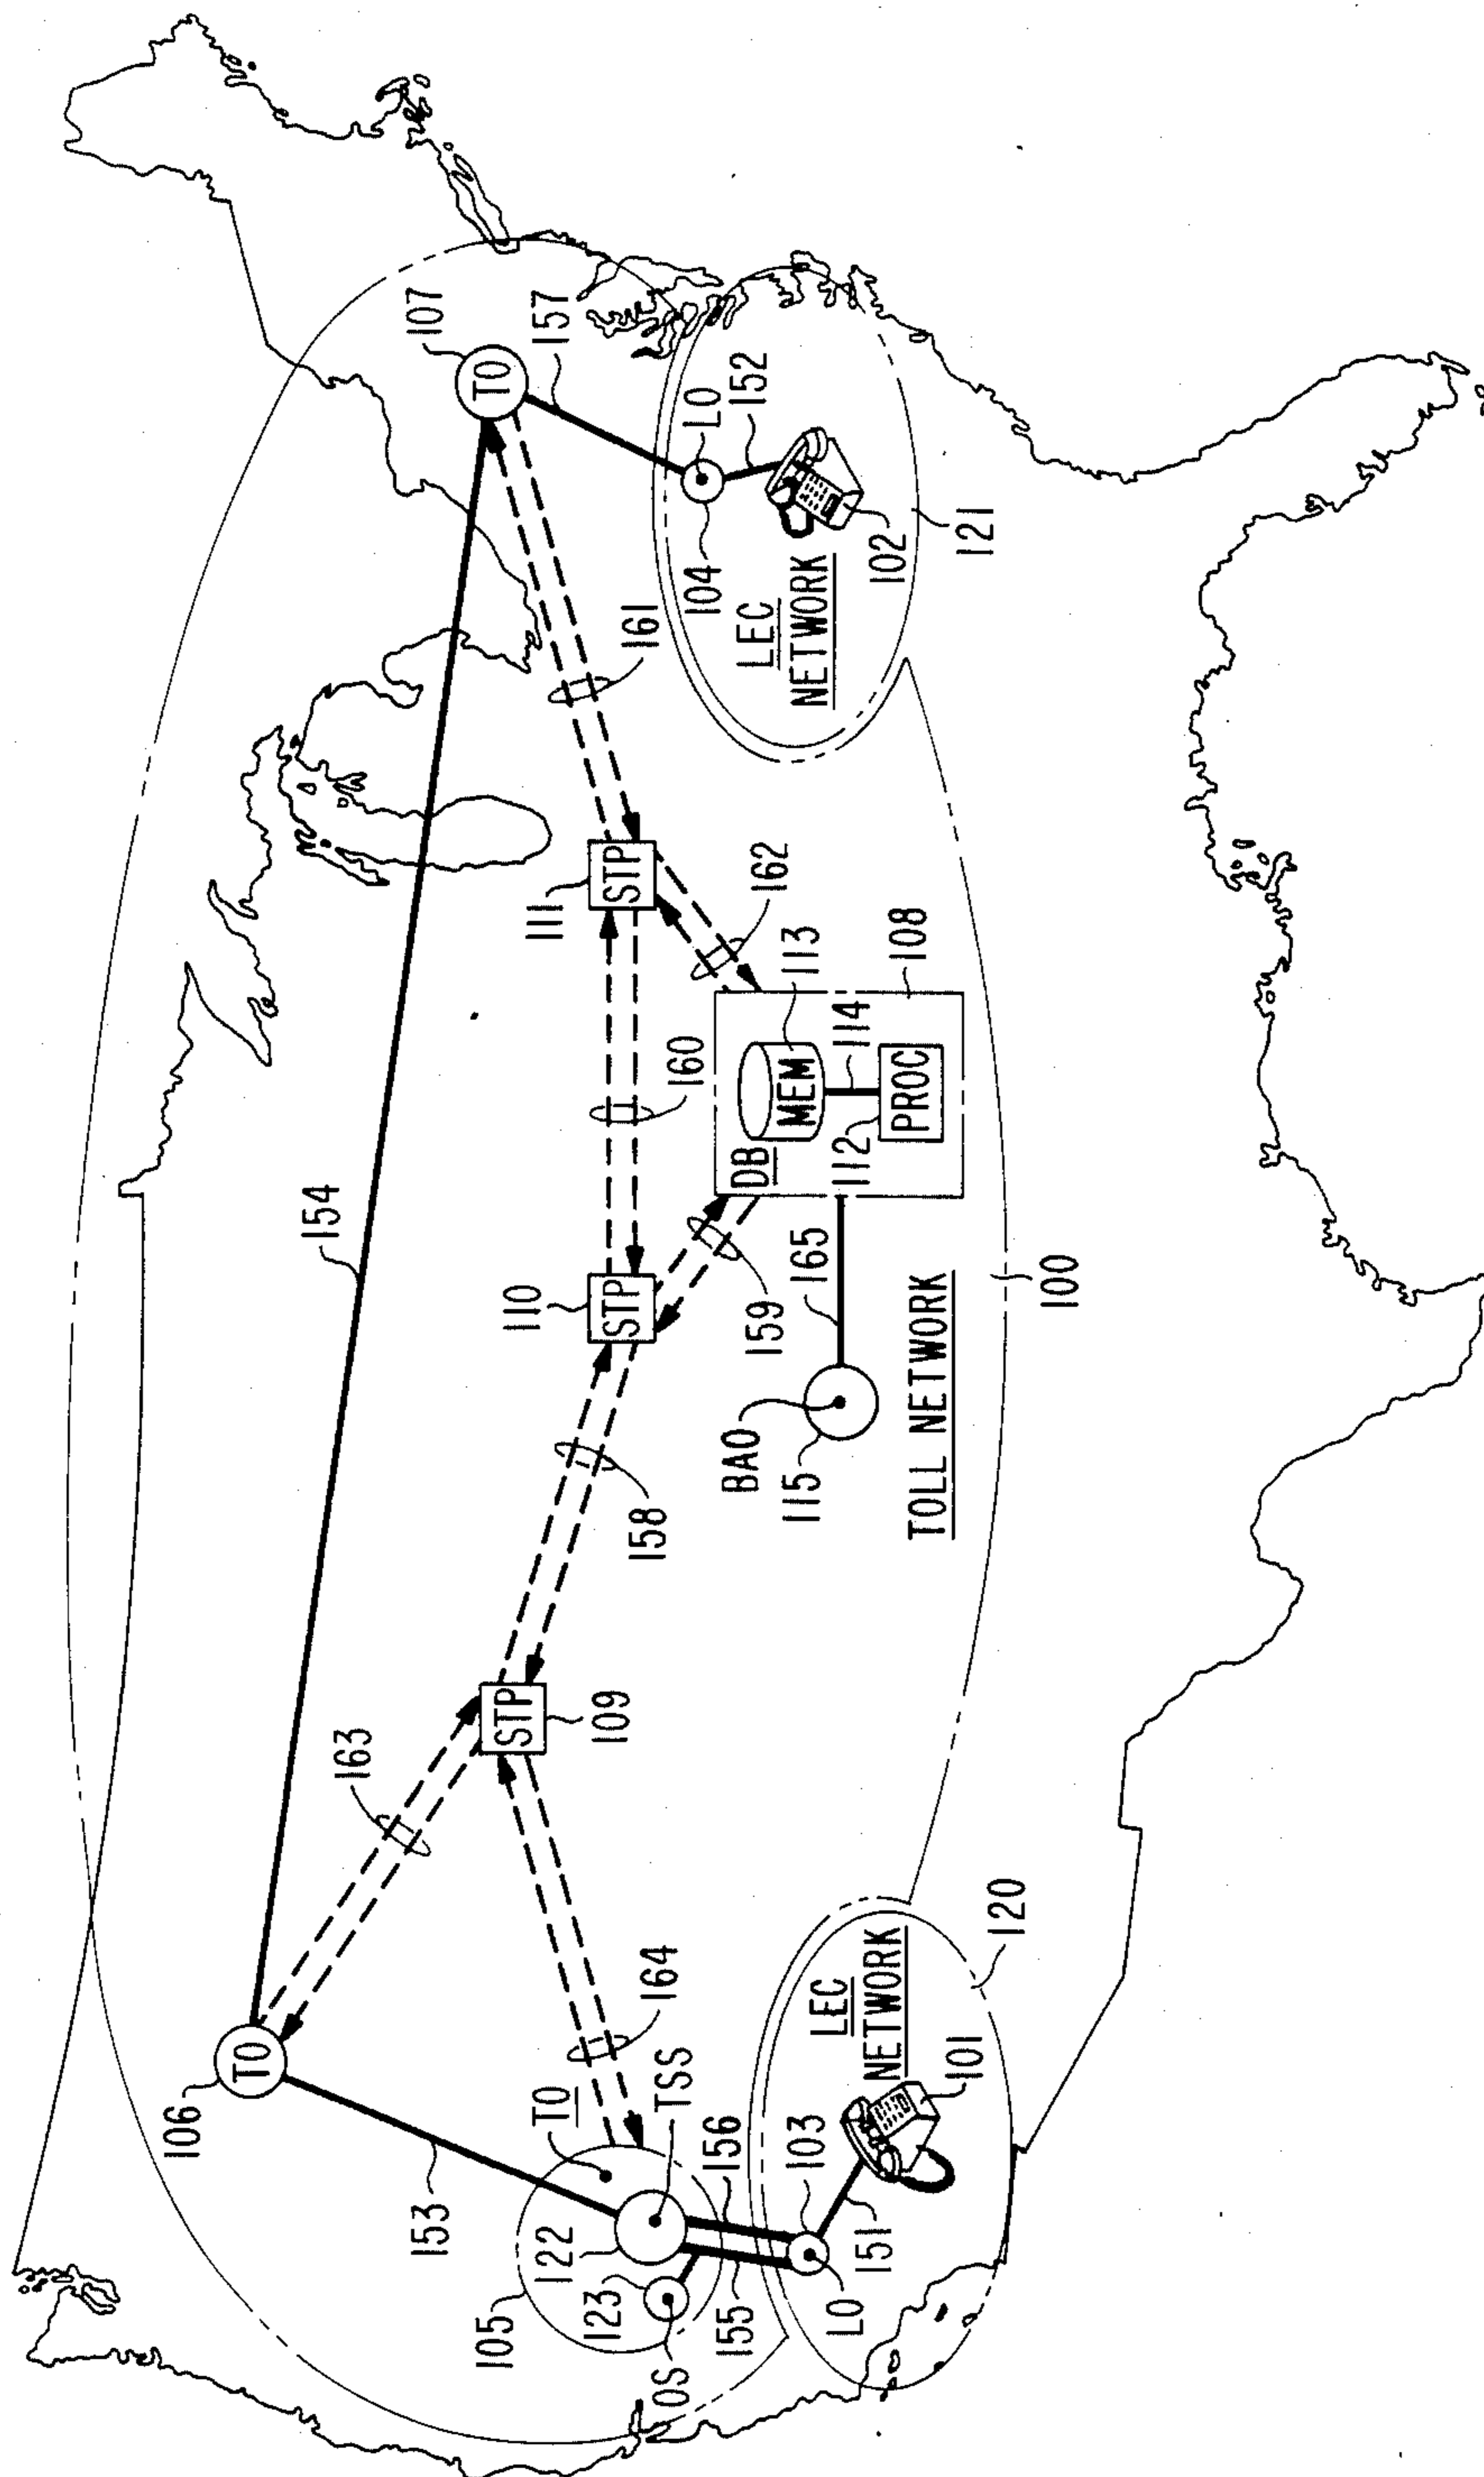 106
TO
154
107
TO
157
153
163
STP
109
158
110
STP
160
111
STP
161
164
105
TO
122
TSS
123
OS
155
156
159
162
104
LO
152
102
LEC
NETWORK
121
DB
MEM
113
114
112
PROC
108
BAO
115
165
TOLL NETWORK
100
LEC
NETWORK
120
103
LO
151
101